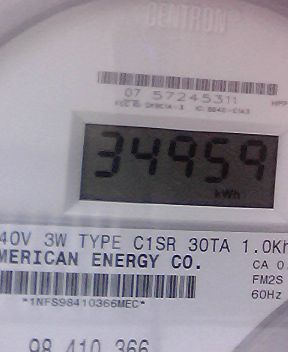 CENTRON
07 57245311
34959
kWh
40V 3W TYPE C1SR 30TA 1.0Kh
MERICAN ENERGY CO.
CA 0.
FM2S
60Hz
*1NFS98410366MEC*
98 410 366